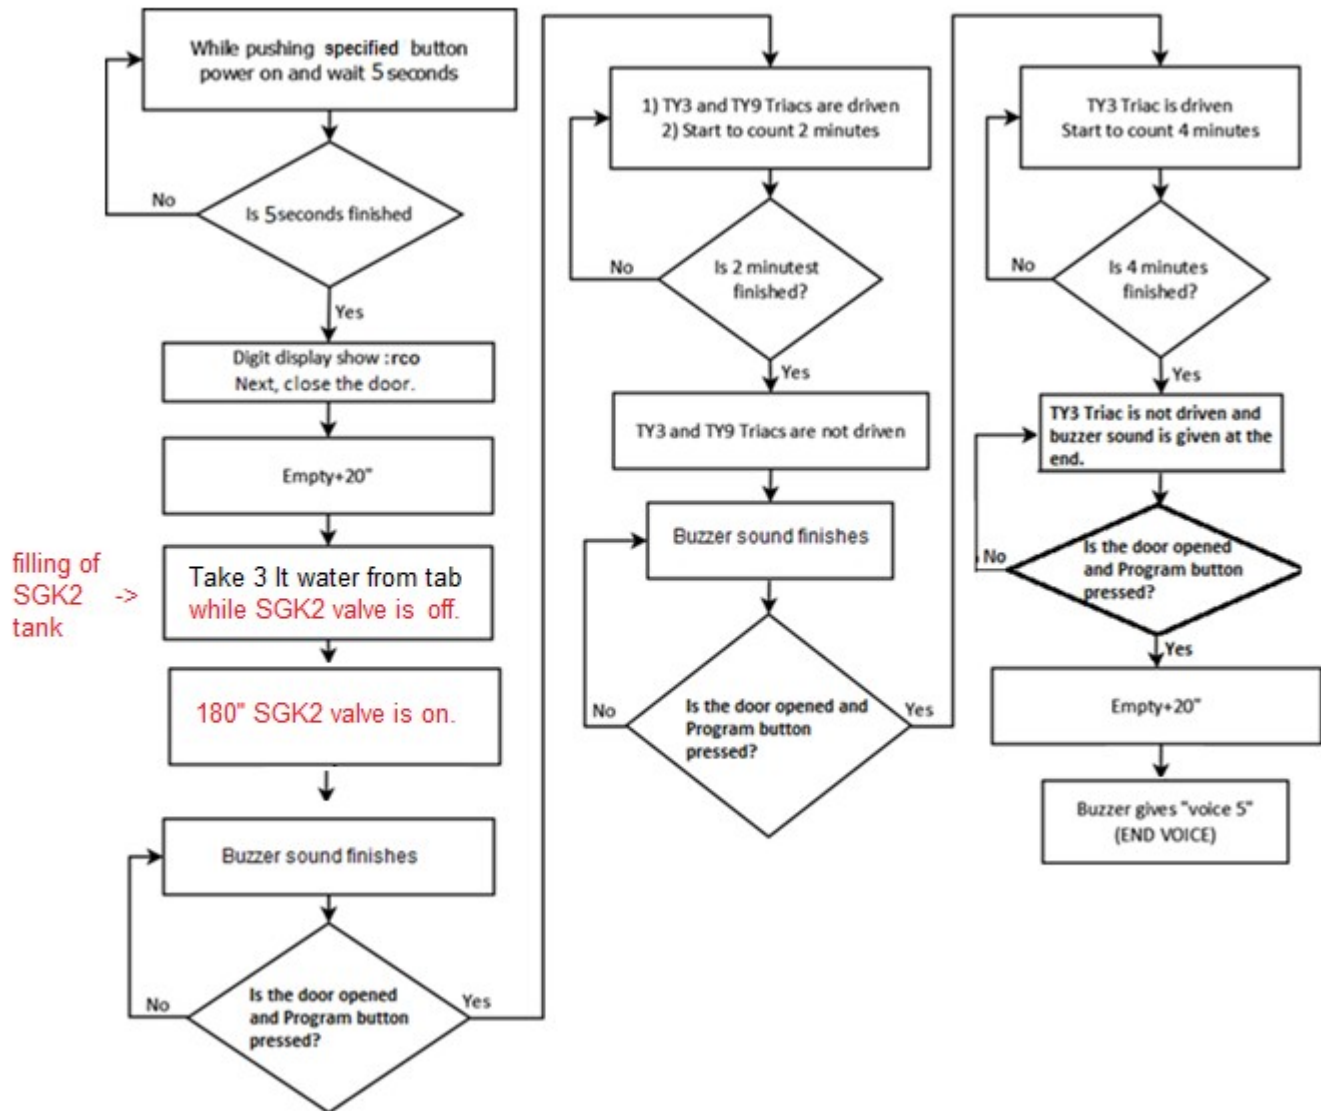 While pushing specified button
power on and wait 5 seconds
No
Is 5seconds finished
Yes
Digit display show :rco
Next, close the door.
Empty+20"
filling of
SGK2 ->
tank
Take 3 lt water from tab
while SGK2 valve is off.
180" SGK2 valve is on.
Buzzer sound finishes
No
Is the door opened
and Program button
pressed?
Yes
1) TY3 and TY9 Triacs are driven
2) Start to count 2 minutes
No
Is 2 minutest
finished?
Yes
TY3 and TY9 Triacs are not driven
Buzzer sound finishes
No
Is the door opened and
Program button
pressed?
Yes
TY3 Triac is driven
Start to count 4 minutes
No
Is 4 minutes
finished?
Yes
TY3 Triac is not driven and
buzzer sound is given at the
end.
No
Is the door opened
and Program button
pressed?
Yes
Empty+20"
Buzzer gives "voice 5"
(END VOICE)